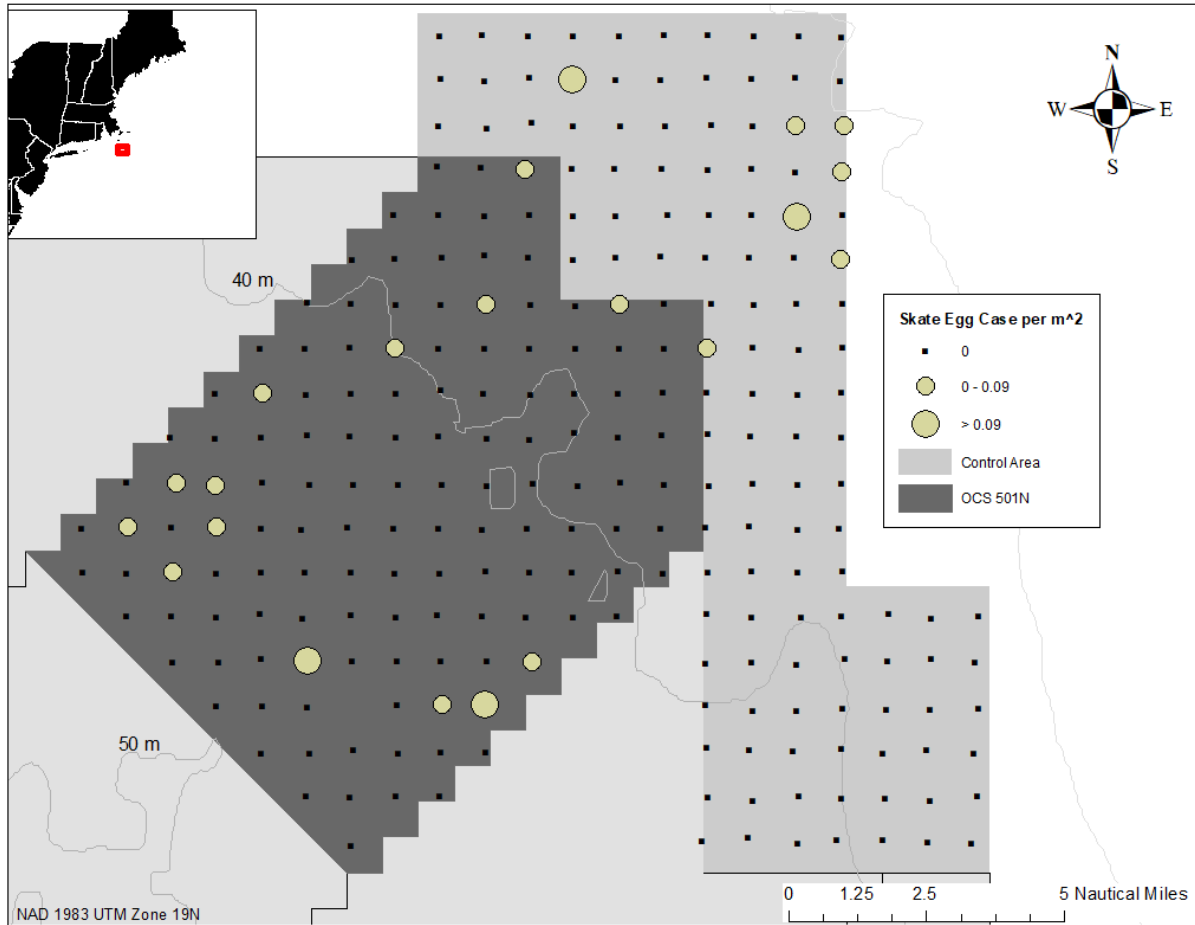 N
W E
S
40 m
Skate Egg Case per m^2
0
0 - 0.09
> 0.09
Control Area
OCS 501N
50 m
0 1.25 2.5 5 Nautical Miles
NAD 1983 UTM Zone 19N